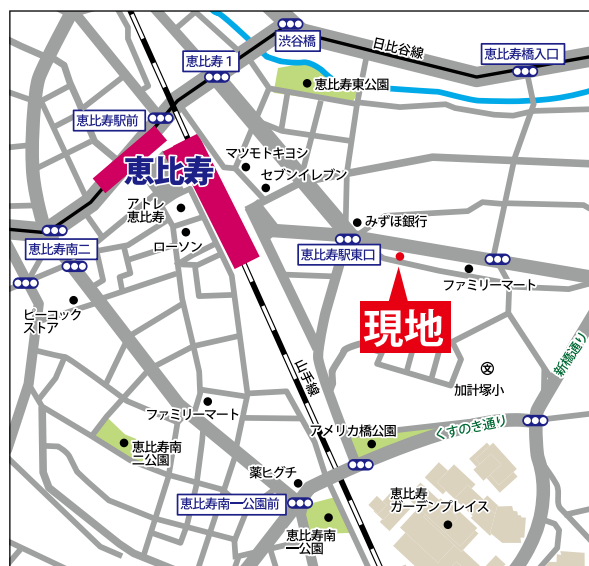 渋谷橋
日比谷線
恵比寿橋入口
恵比寿1
恵比寿東公園
恵比寿駅前
マツモトキヨシ
恵比寿
セブンイレブン
アトレ
恵比寿
みずほ銀行
恵比寿南二
ローソン
恵比寿駅東口
ファミリーマート
ピーコック
ストア
現地
新橋通り
山手線
加計塚小
文
ファミリーマート
アメリカ橋公園
くすのき通り
恵比寿南
二公園
薬ヒグチ
恵比寿南一公園前
恵比寿
ガーデンプレイス
恵比寿南
一公園